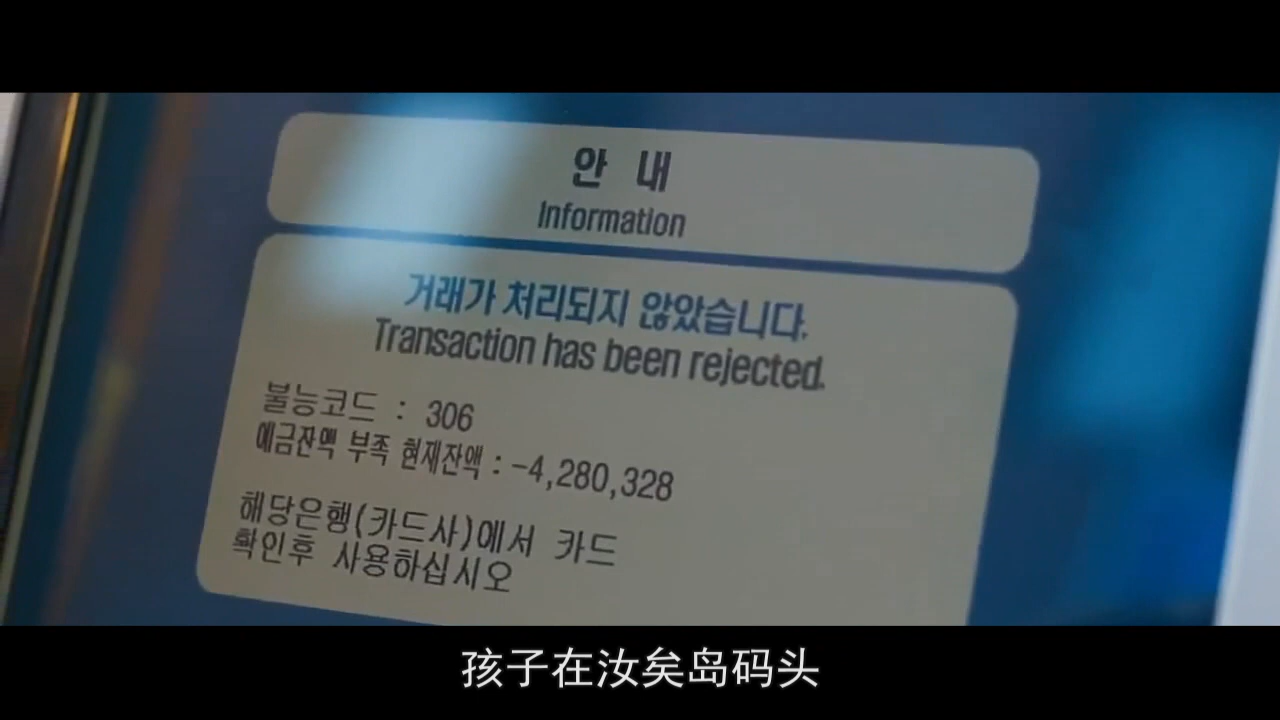 안 내
Information
거래가 처리되지 않았습니다.
Transaction has been rejected.
불능코드 : 306
예금잔액 부족 현재잔액 : -4,280,328
해당은행(카드사)에서 카드
확인후 사용하십시오
孩子在汝矣岛码头